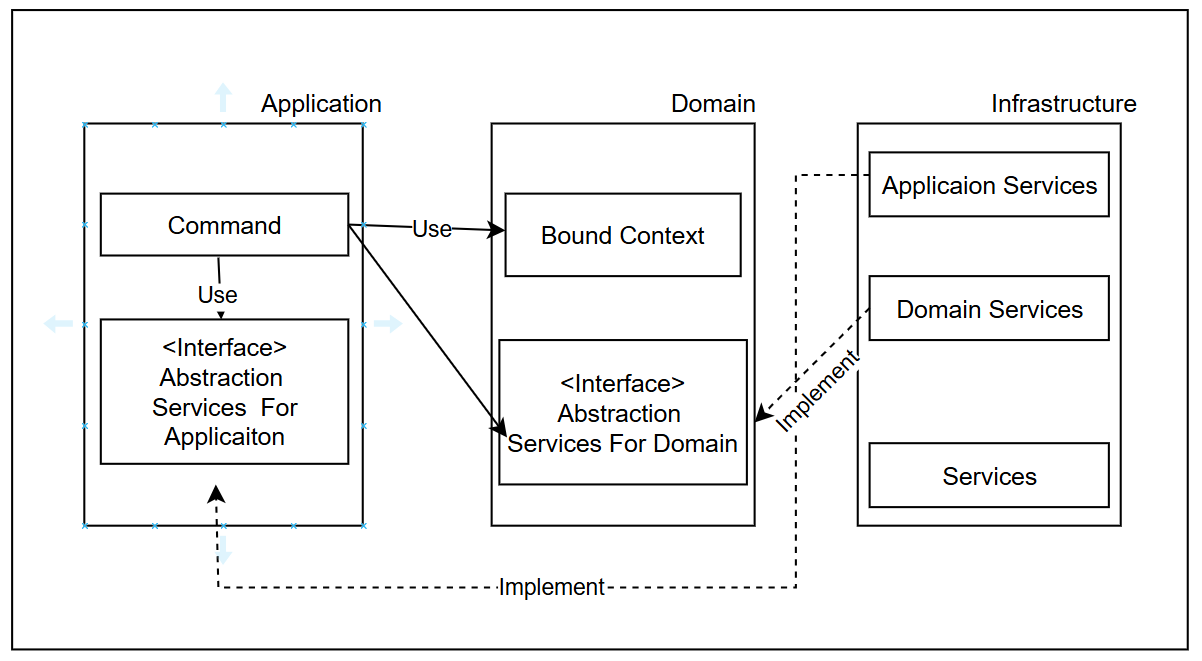 Application
Domain
Infrastructure
Command
Use
<Interface>
Abstraction
Services For
Applicaiton
Use
Bound Context
<Interface>
Abstraction
Services For Domain
Applicaion Services
Domain Services
Services
Implement
Implement